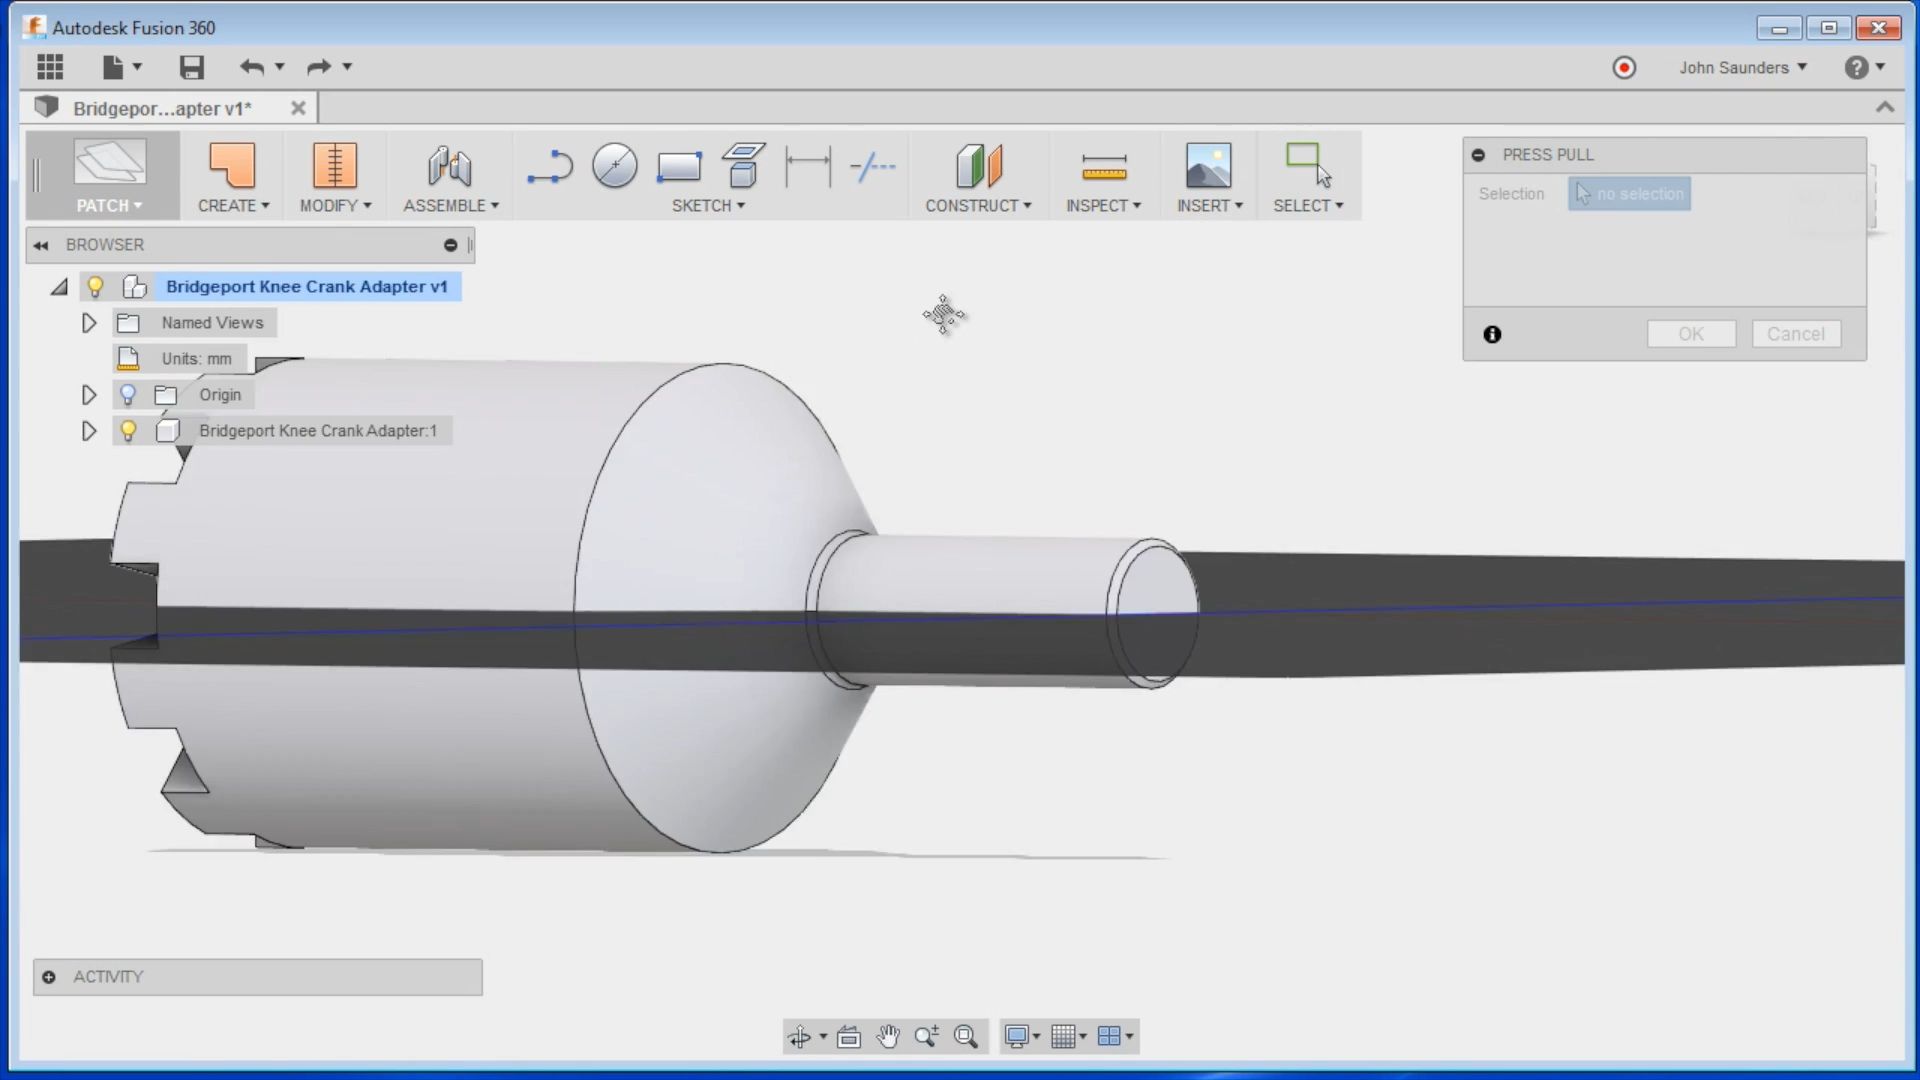 Autodesk Fusion 360
John Saunders
Bridgepor...apter v1*
PATCH CREATE MODIFY ASSEMBLE SKETCH CONSTRUCT INSPECT INSERT SELECT
PRESS PULL
Selection no selection
OK Cancel
BROWSER
Bridgeport Knee Crank Adapter v1
Named Views
Units: mm
Origin
Bridgeport Knee Crank Adapter:1
ACTIVITY